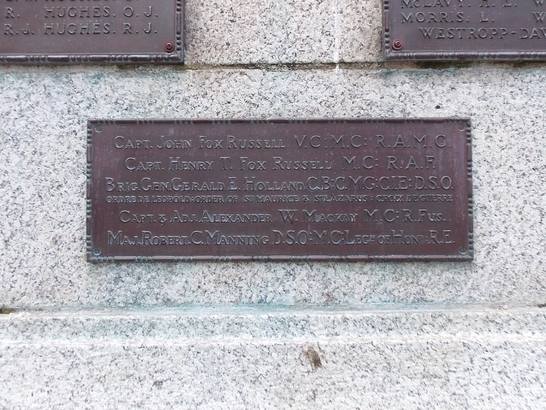 R. HUGHES. O. J.
R. J. HUGHES. R. J.
MCLAVY. H. L. W
MORRIS. L. W
WESTROPP-DAW
CAPT. JOHN FOX RUSSELL V.C: M.C: R.A.M.C
CAPT. HENRY T. FOX RUSSELL M.C: R.A.F.
BRIG. GEN. GERALD E. HOLLAND. C.B: C.M.G: C.I.E: D.S.O.
ORDRE DE LEOPOLD: ORDER OF ST MAURICE & ST LAZARUS: CROIX DE GUERRE
CAPT. & ADJ. ALEXANDER W. MACKAY M.C: R. FUS.
MAJ. ROBERT. C. MANNING D.S.O: M.C: LEG. OF HON: R.E